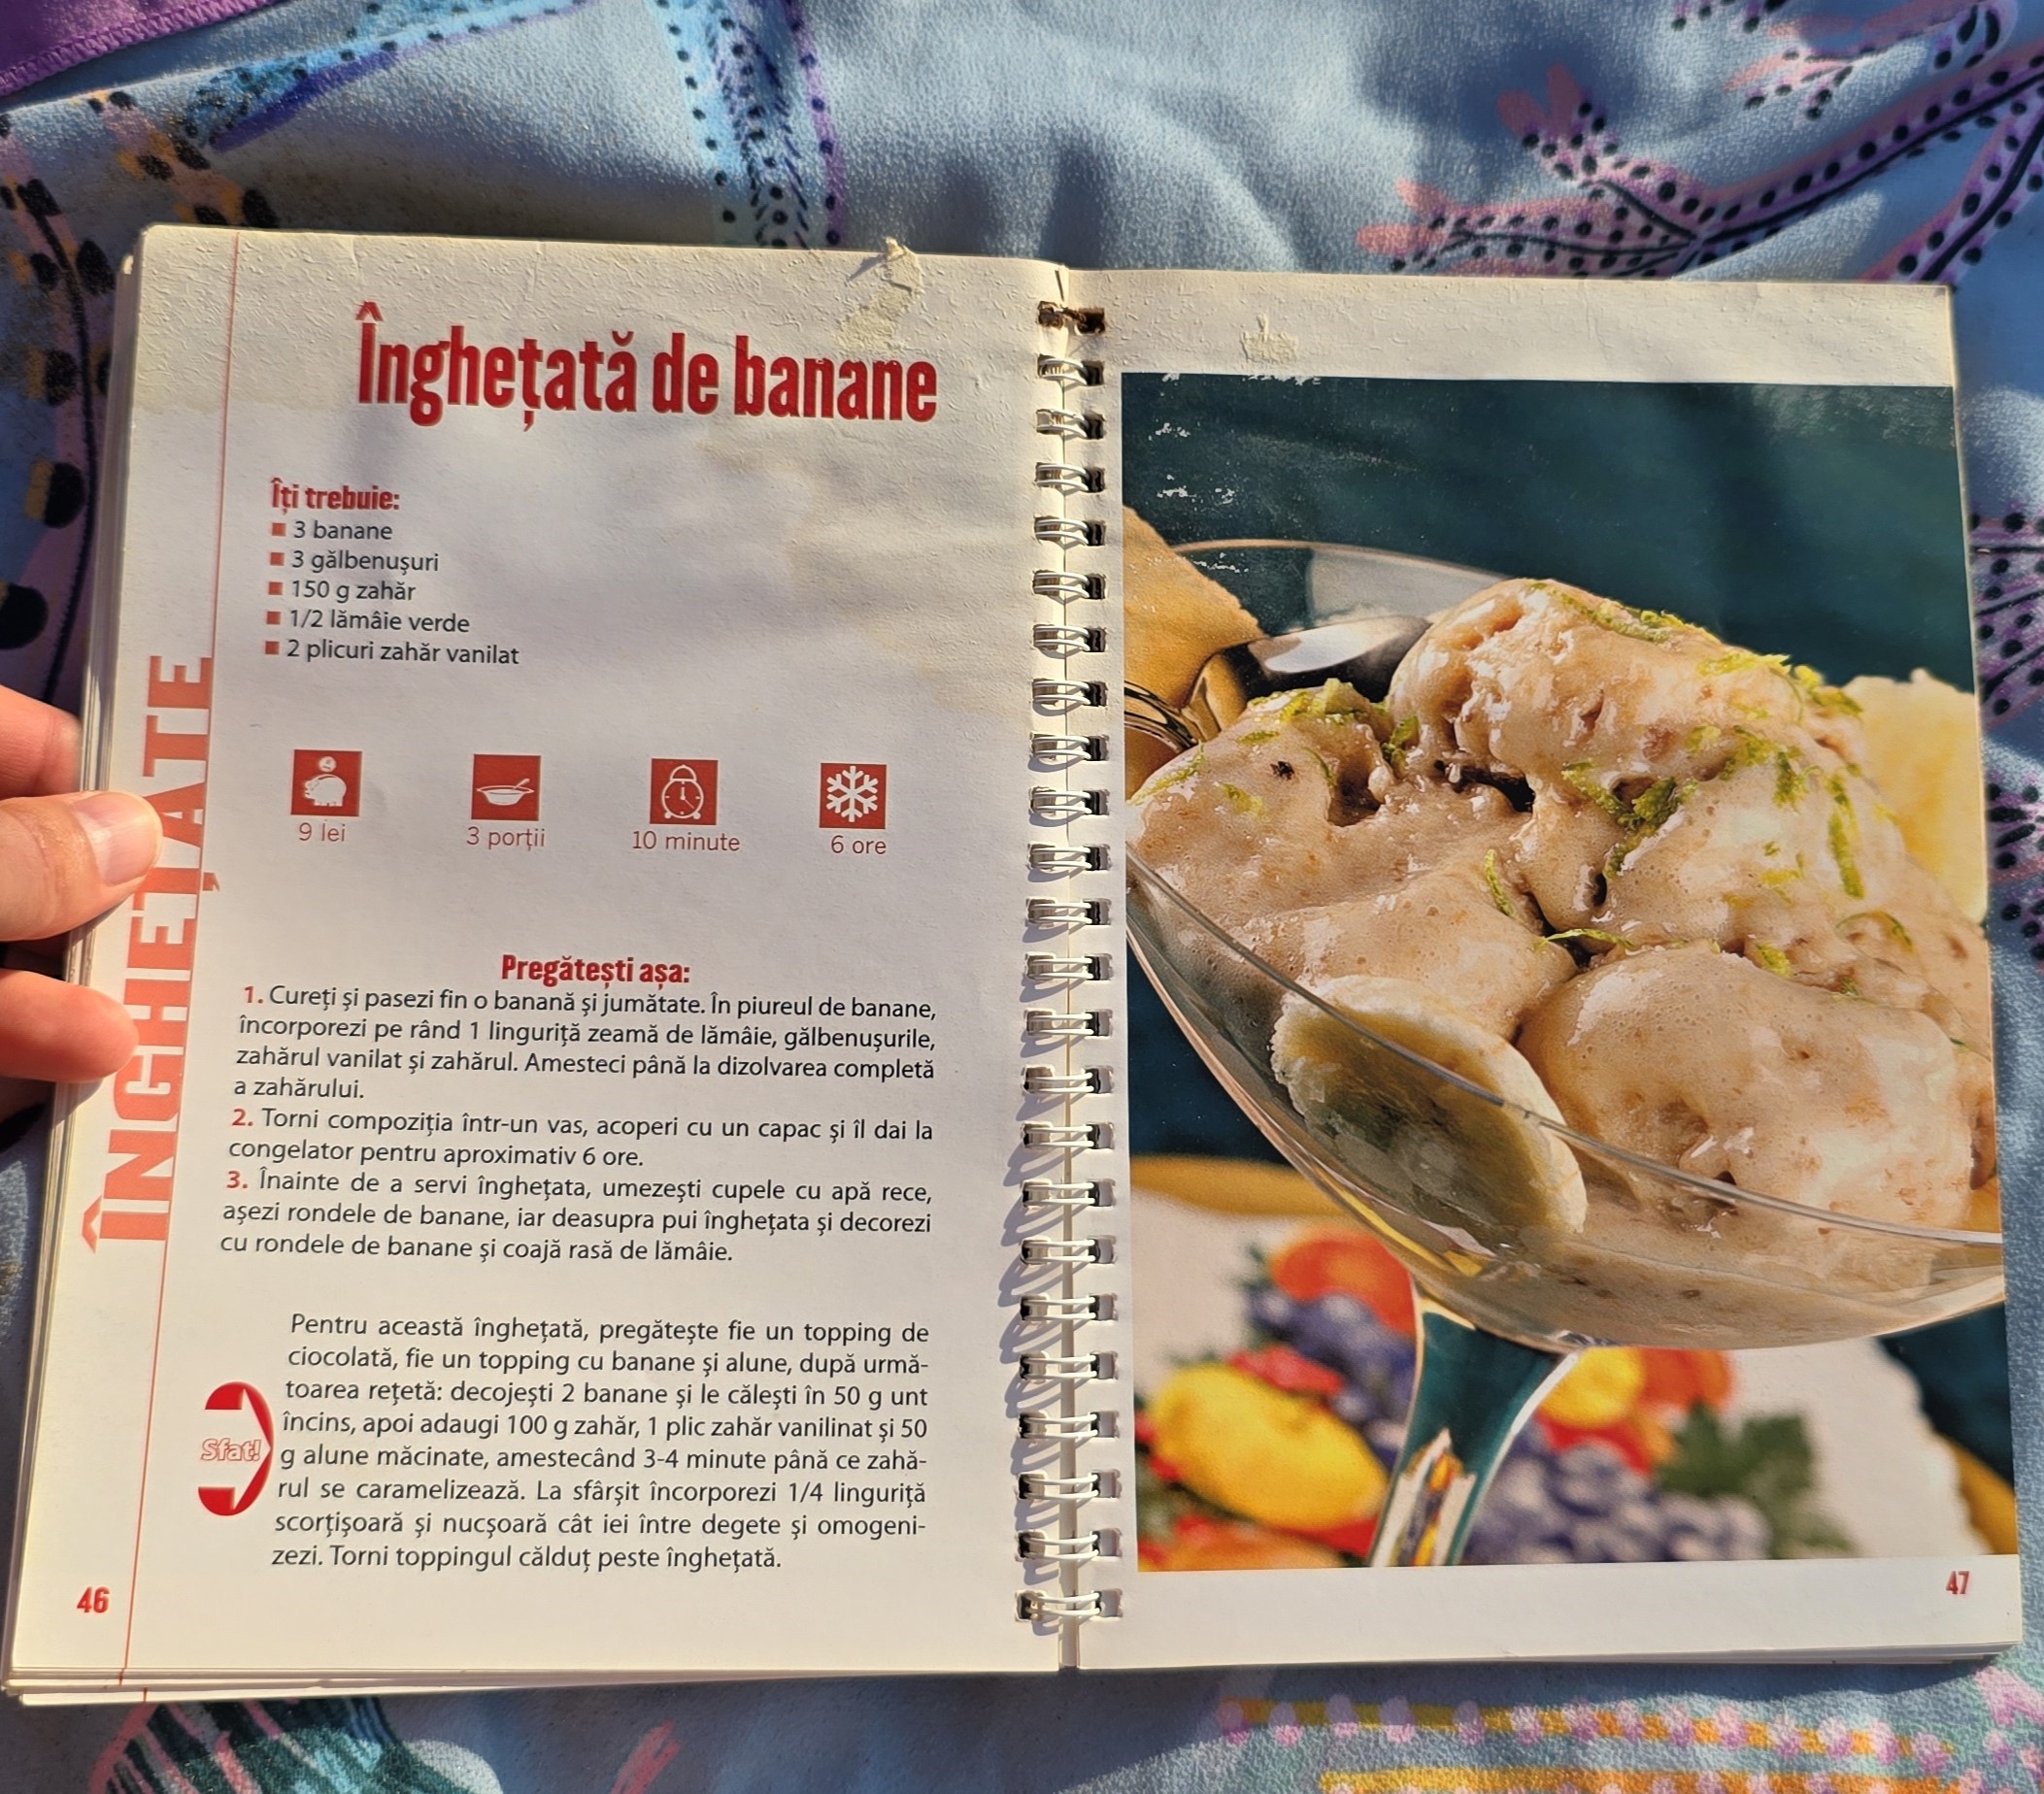 Înghețată de banane
Îți trebuie:
3 banane
3 gălbenușuri
150 g zahăr
1/2 lămâie verde
2 plicuri zahăr vanilat
9 lei
3 porții
10 minute
6 ore
ÎNGHEȚATE
Pregătești așa:
1. Cureți și pasezi fin o banană și jumătate. În piureul de banane,
încorporezi pe rând 1 linguriță zeamă de lămâie, gălbenușurile,
zahărul vanilat și zahărul. Amesteci până la dizolvarea completă
a zahărului.
2. Torni compoziția într-un vas, acoperi cu un capac și îl dai la
congelator pentru aproximativ 6 ore.
3. Înainte de a servi înghețata, umezești cupele cu apă rece,
așezi rondele de banane, iar deasupra pui înghețata și decorezi
cu rondele de banane și coajă rasă de lămâie.
Sfat!
Pentru această înghețată, pregătește fie un topping de
ciocolată, fie un topping cu banane și alune, după urmă-
toarea rețetă: decojești 2 banane și le călești în 50 g unt
încins, apoi adaugi 100 g zahăr, 1 plic zahăr vanilinat și 50
g alune măcinate, amestecând 3-4 minute până ce zahă-
rul se caramelizează. La sfârșit încorporezi 1/4 linguriță
scorțișoară și nucșoară cât iei între degete și omogeni-
zezi. Torni toppingul călduț peste înghețată.
46
47